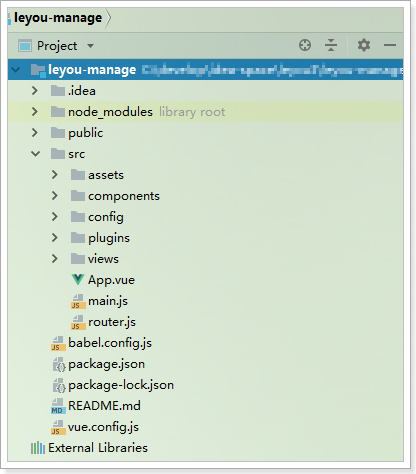 leyou-manage
Project
leyou-manage
.idea
node_modules library root
public
src
assets
components
config
plugins
views
App.vue
main.js
router.js
babel.config.js
package.json
package-lock.json
README.md
vue.config.js
External Libraries